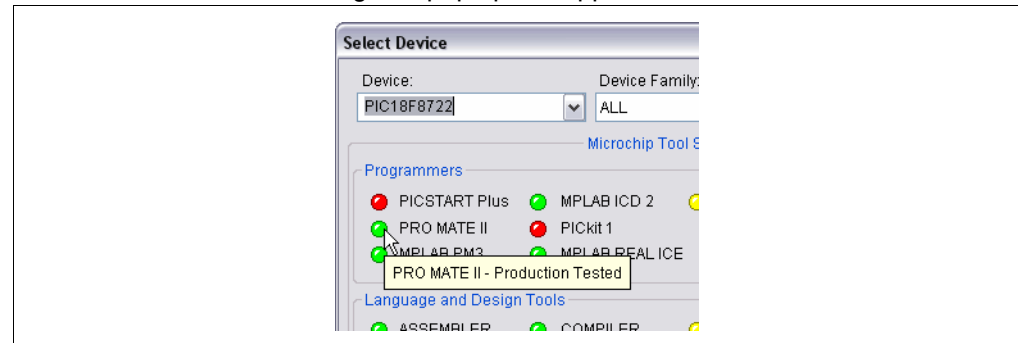 Select Device
Device:
Device Family:
PIC18F8722
ALL
Microchip Tool S
Programmers
PICSTART Plus
MPLAB ICD 2
PRO MATE II
PICkit 1
MPLAB PM3
MPLAB REAL ICE
PRO MATE II - Production Tested
Language and Design Tools
ASSEMBLER
COMPILER